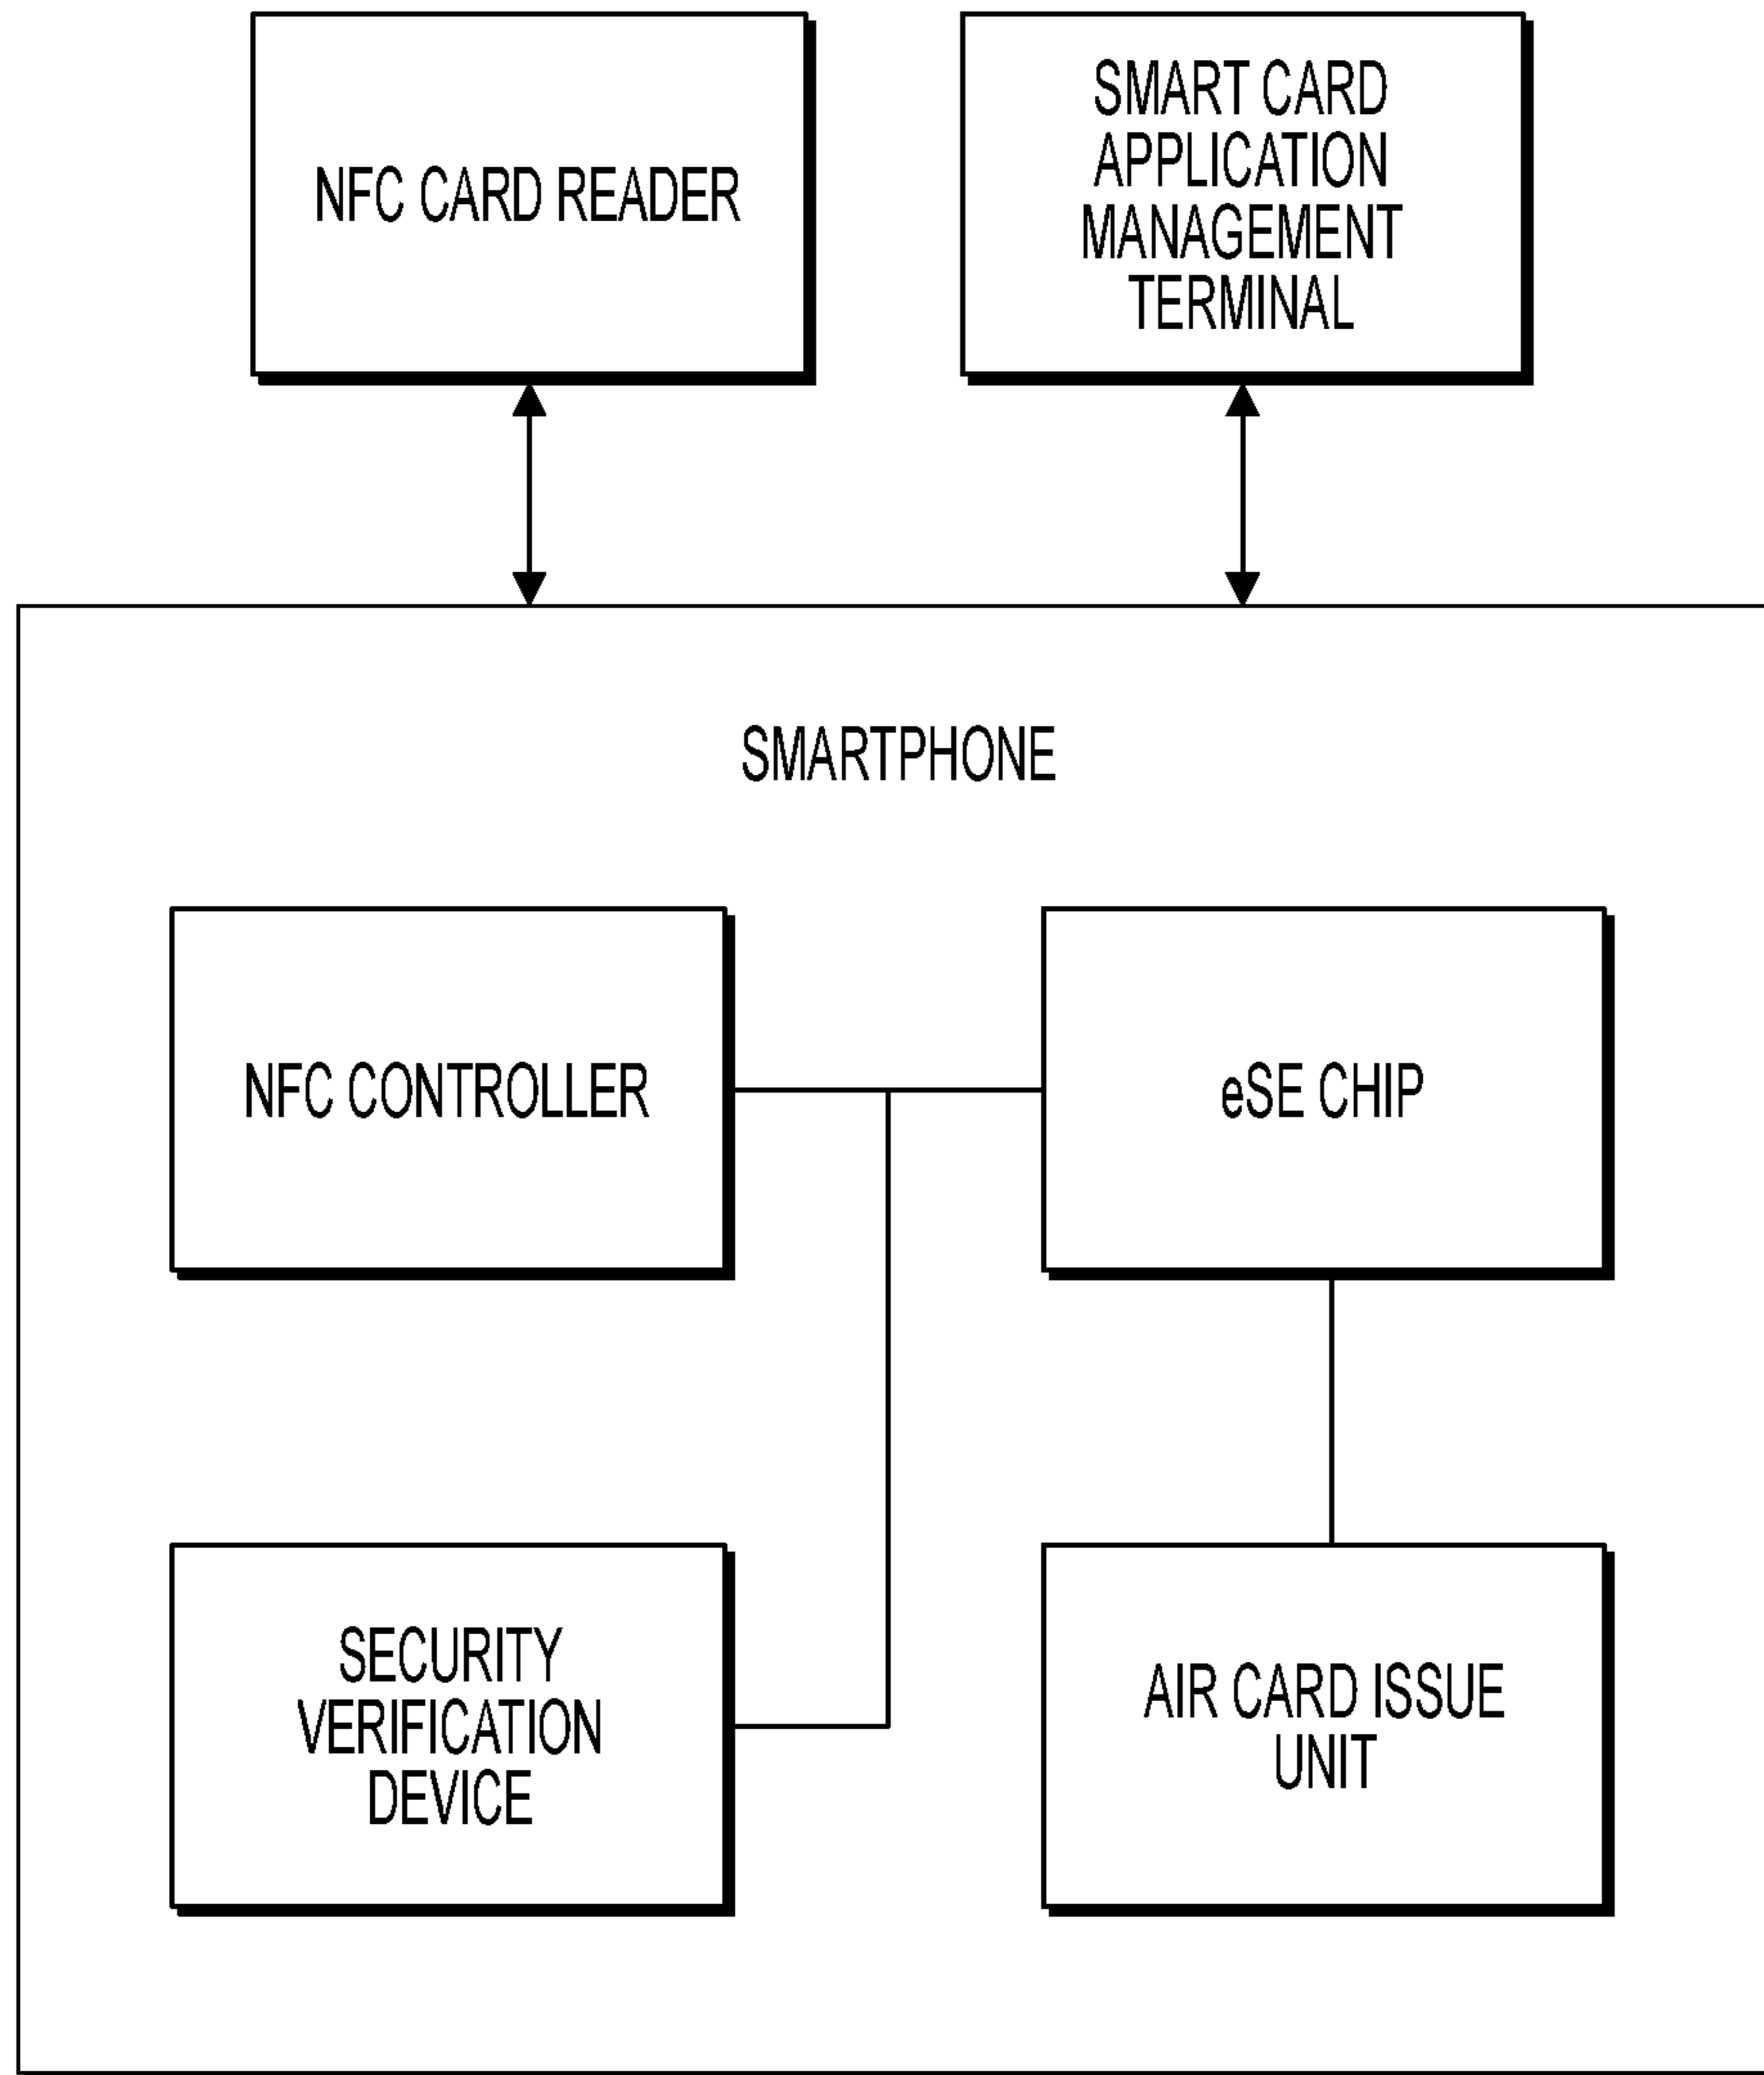 NFC CARD READER
SMART CARD
APPLICATION
MANAGEMENT
TERMINAL
SMARTPHONE
NFC CONTROLLER
eSE CHIP
SECURITY
VERIFICATION
DEVICE
AIR CARD ISSUE
UNIT